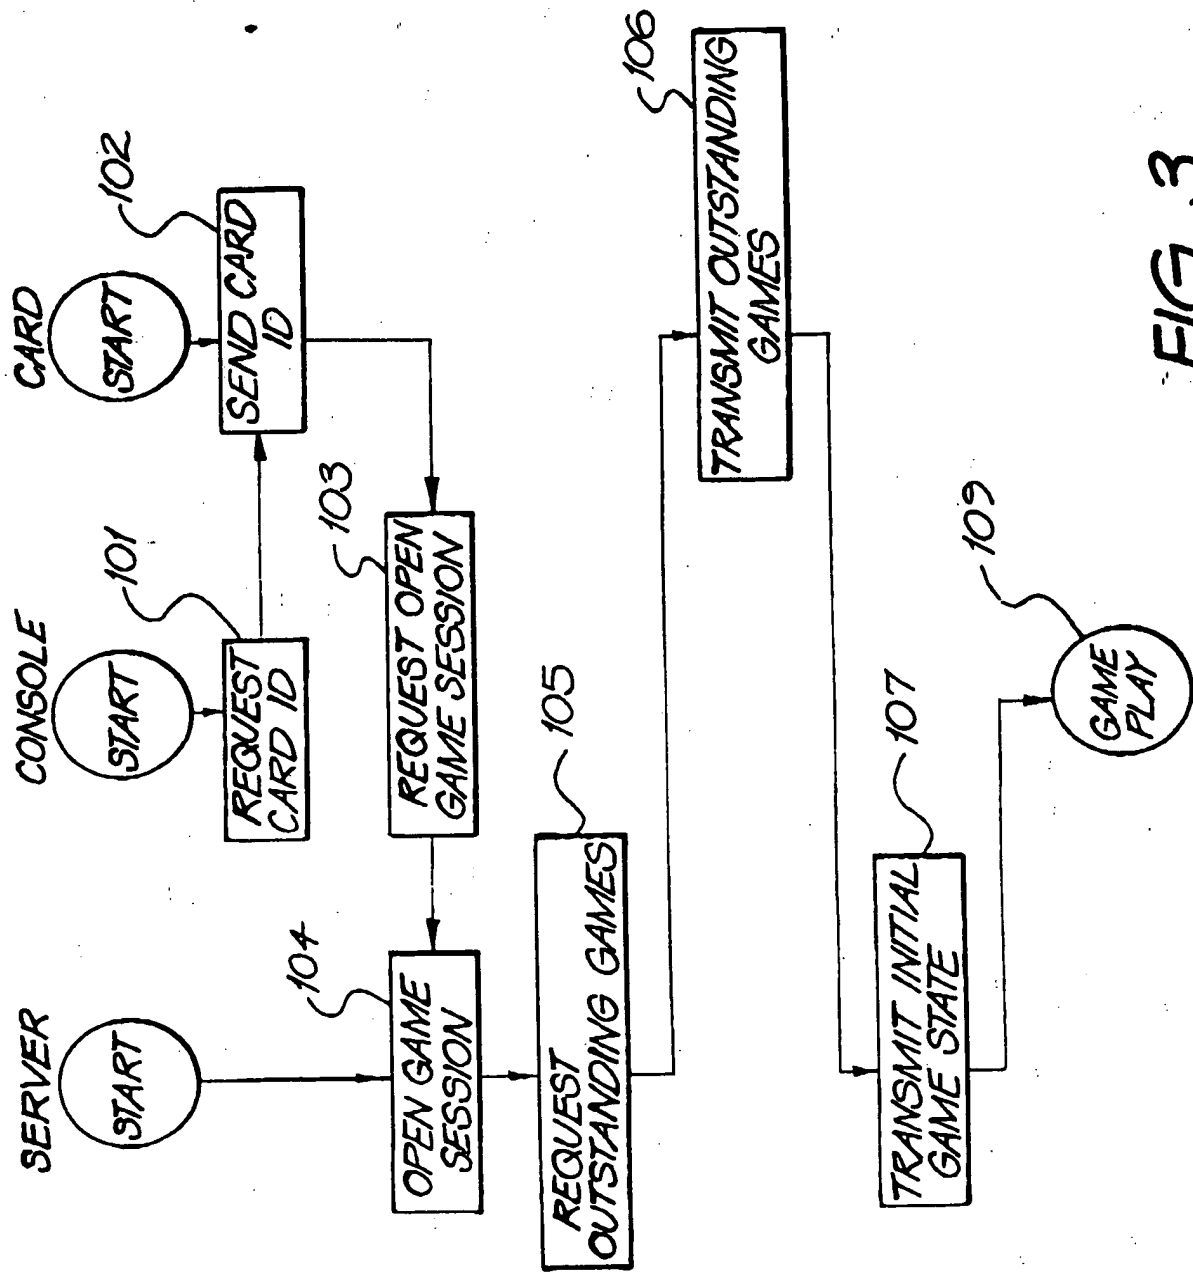 SERVER
CONSOLE
CARD
START
START
START
101
102
REQUEST
CARD ID
SEND CARD
ID
104
103
OPEN GAME
SESSION
REQUEST OPEN
GAME SESSION
105
REQUEST
OUTSTANDING GAMES
106
TRANSMIT OUTSTANDING
GAMES
107
TRANSMIT INITIAL
GAME STATE
109
GAME
PLAY
FIG. 3